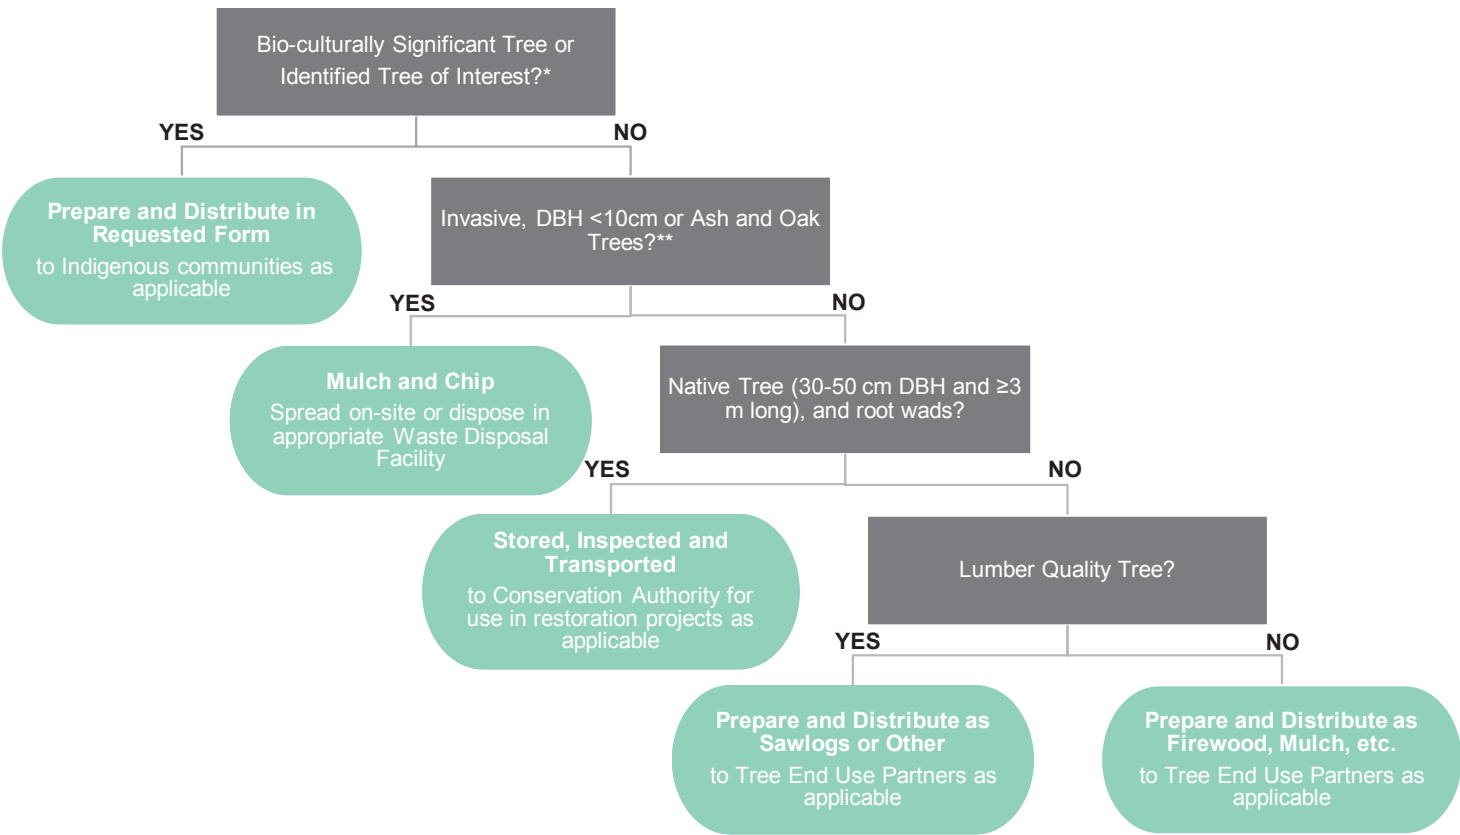 Bio-culturally Significant Tree or
Identified Tree of Interest?*
YES
NO
Prepare and Distribute in
Requested Form
to Indigenous communities as
applicable
Invasive, DBH <10cm or Ash and Oak
Trees?**
YES
NO
Mulch and Chip
Spread on-site or dispose in
appropriate Waste Disposal
Facility
Native Tree (30-50 cm DBH and ≥3
m long), and root wads?
YES
NO
Stored, Inspected and
Transported
to Conservation Authority for
use in restoration projects as
applicable
Lumber Quality Tree?
YES
NO
Prepare and Distribute as
Sawlogs or Other
to Tree End Use Partners as
applicable
Prepare and Distribute as
Firewood, Mulch, etc.
to Tree End Use Partners as
applicable